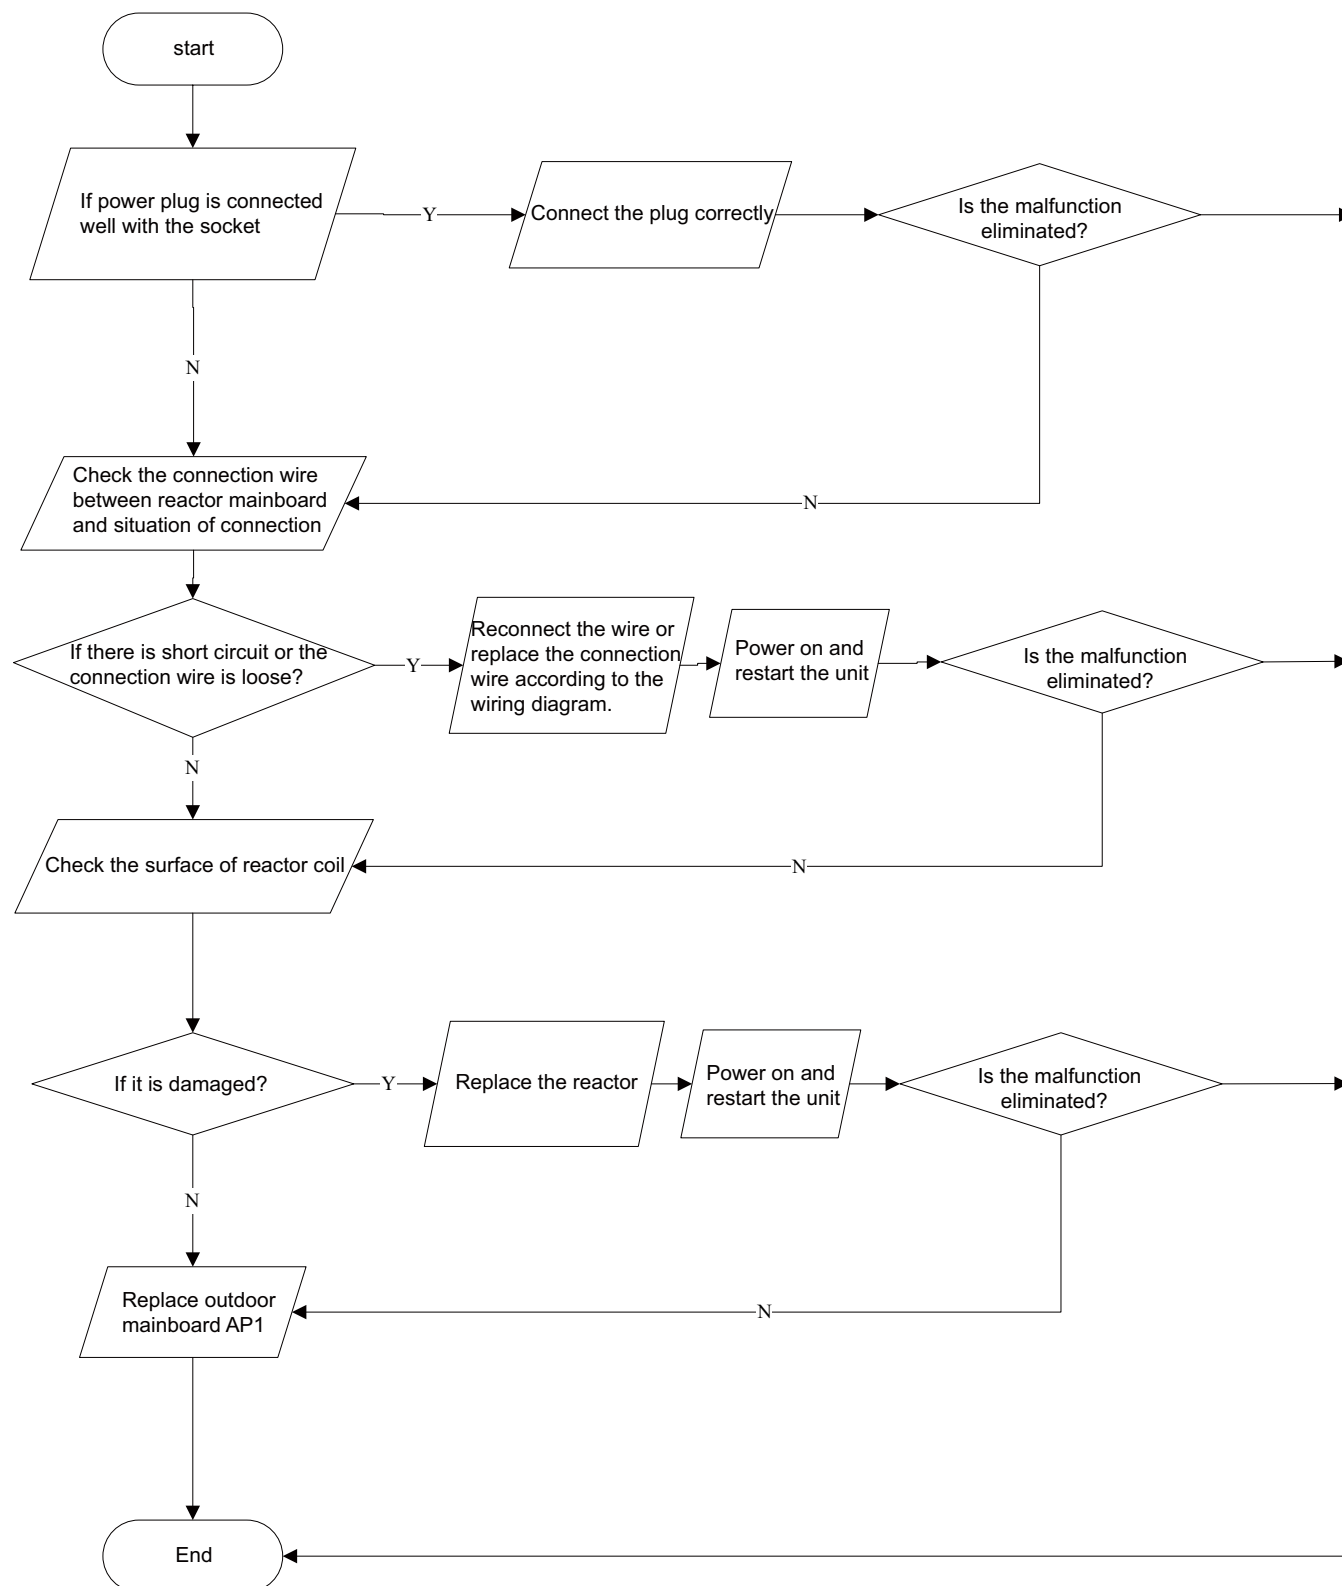 start
If power plug is connected
well with the socket
Y
Connect the plug correctly
Is the malfunction
eliminated?
N
Check the connection wire
between reactor mainboard
and situation of connection
N
If there is short circuit or the
connection wire is loose?
Y
Reconnect the wire or
replace the connection
wire according to the
wiring diagram.
Power on and
restart the unit
Is the malfunction
eliminated?
N
Check the surface of reactor coil
N
If it is damaged?
Y
Replace the reactor
Power on and
restart the unit
Is the malfunction
eliminated?
N
Replace outdoor
mainboard AP1
N
End